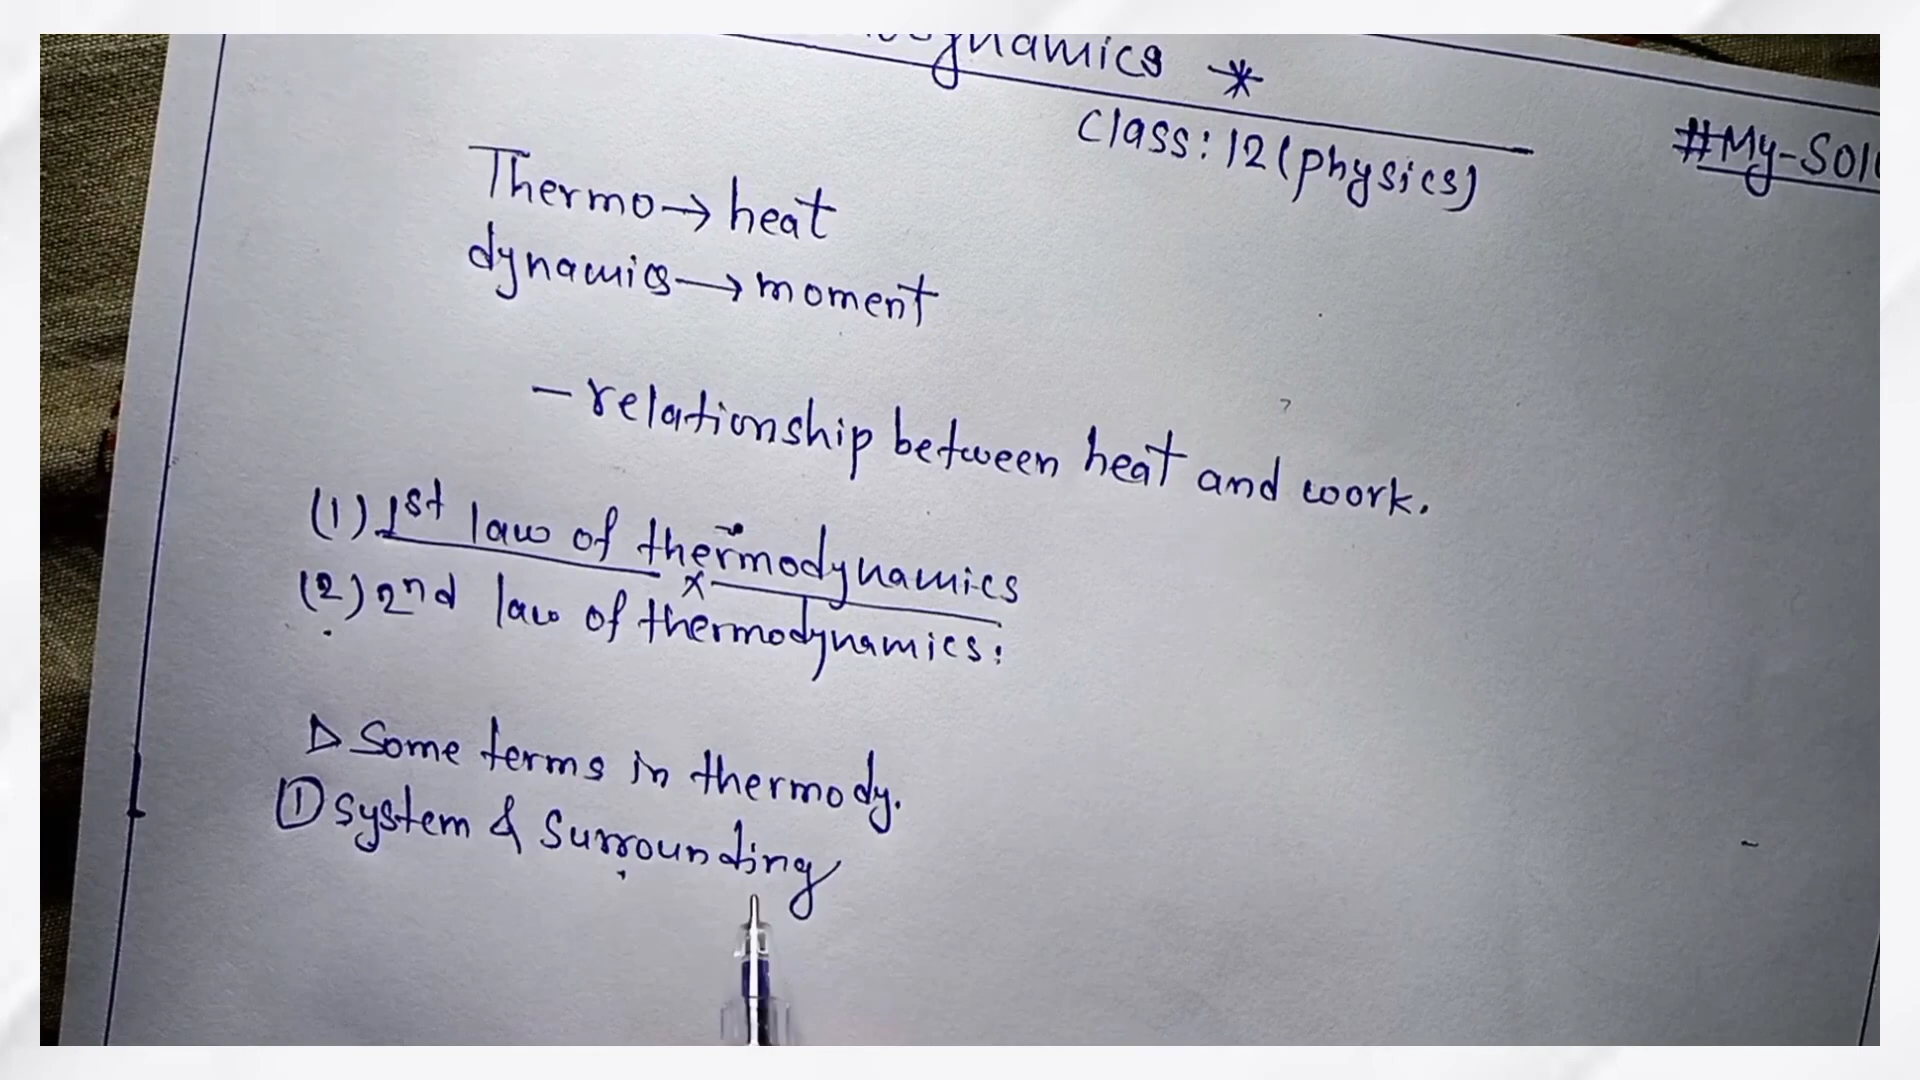 Class: 12 (physics)
#My-
Thermo → heat
dynamics → moment
- relationship between heat and work.
(1) 1st law of thermodynamics
(2) 2nd law of thermodynamics:
▷ Some terms in thermody.
① system & Surrounding